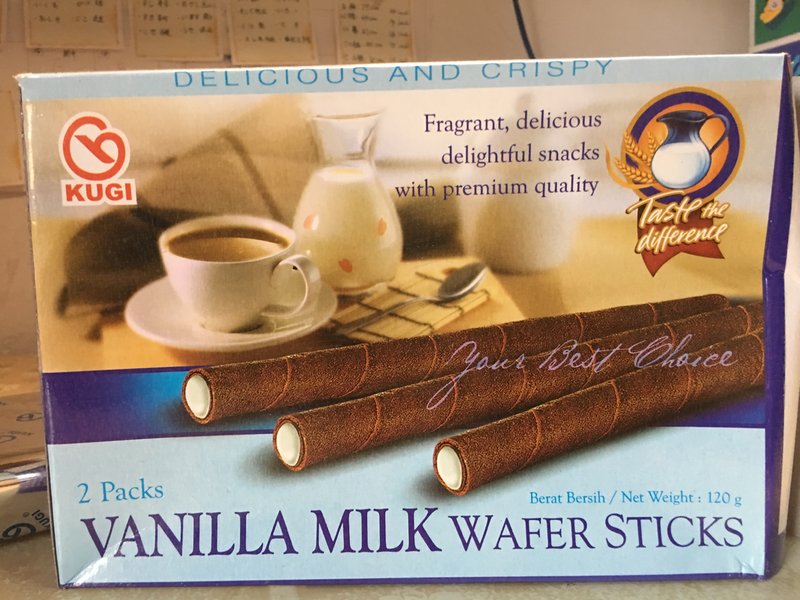 DELICIOUS AND CRISPY
KUGI
Fragrant, delicious
delightful snacks
with premium quality
Taste the
difference
Your Best Choice
2 Packs
Berat Bersih / Net Weight : 120 g
VANILLA MILK WAFER STICKS
KUGI